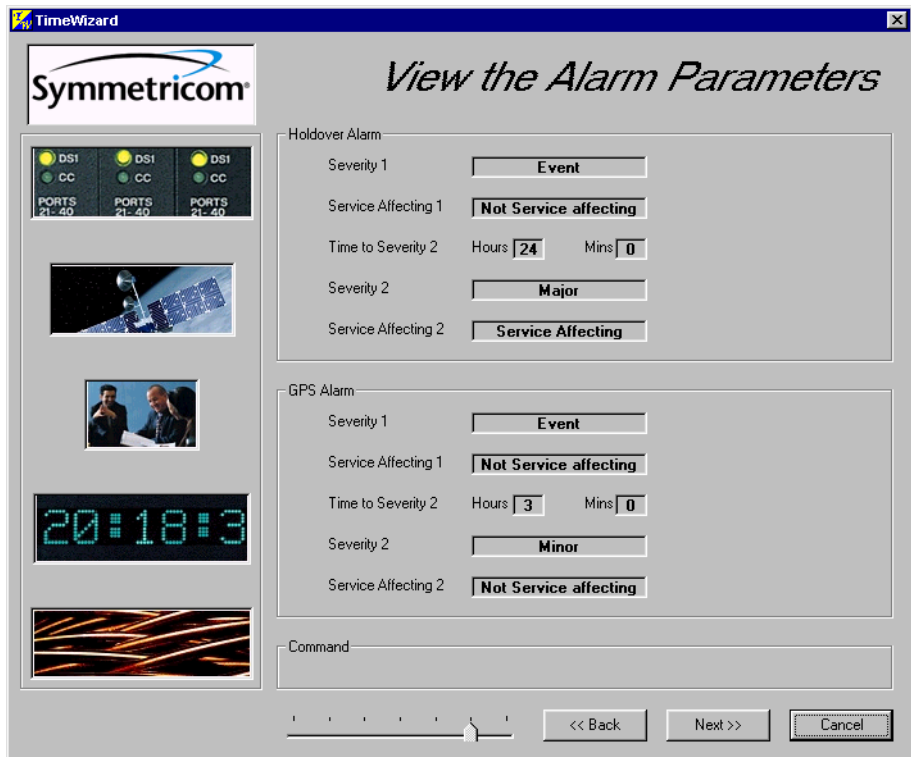 TimeWizard
Symmetricom
View the Alarm Parameters
DS1 DS1 DS1
CC CC CC
PORTS PORTS PORTS
21- 40 21- 40 21- 40
20:18:3
Holdover Alarm
Severity 1 Event
Service Affecting 1 Not Service affecting
Time to Severity 2 Hours 24 Mins 0
Severity 2 Major
Service Affecting 2 Service Affecting
GPS Alarm
Severity 1 Event
Service Affecting 1 Not Service affecting
Time to Severity 2 Hours 3 Mins 0
Severity 2 Minor
Service Affecting 2 Not Service affecting
Command
<< Back Next >> Cancel